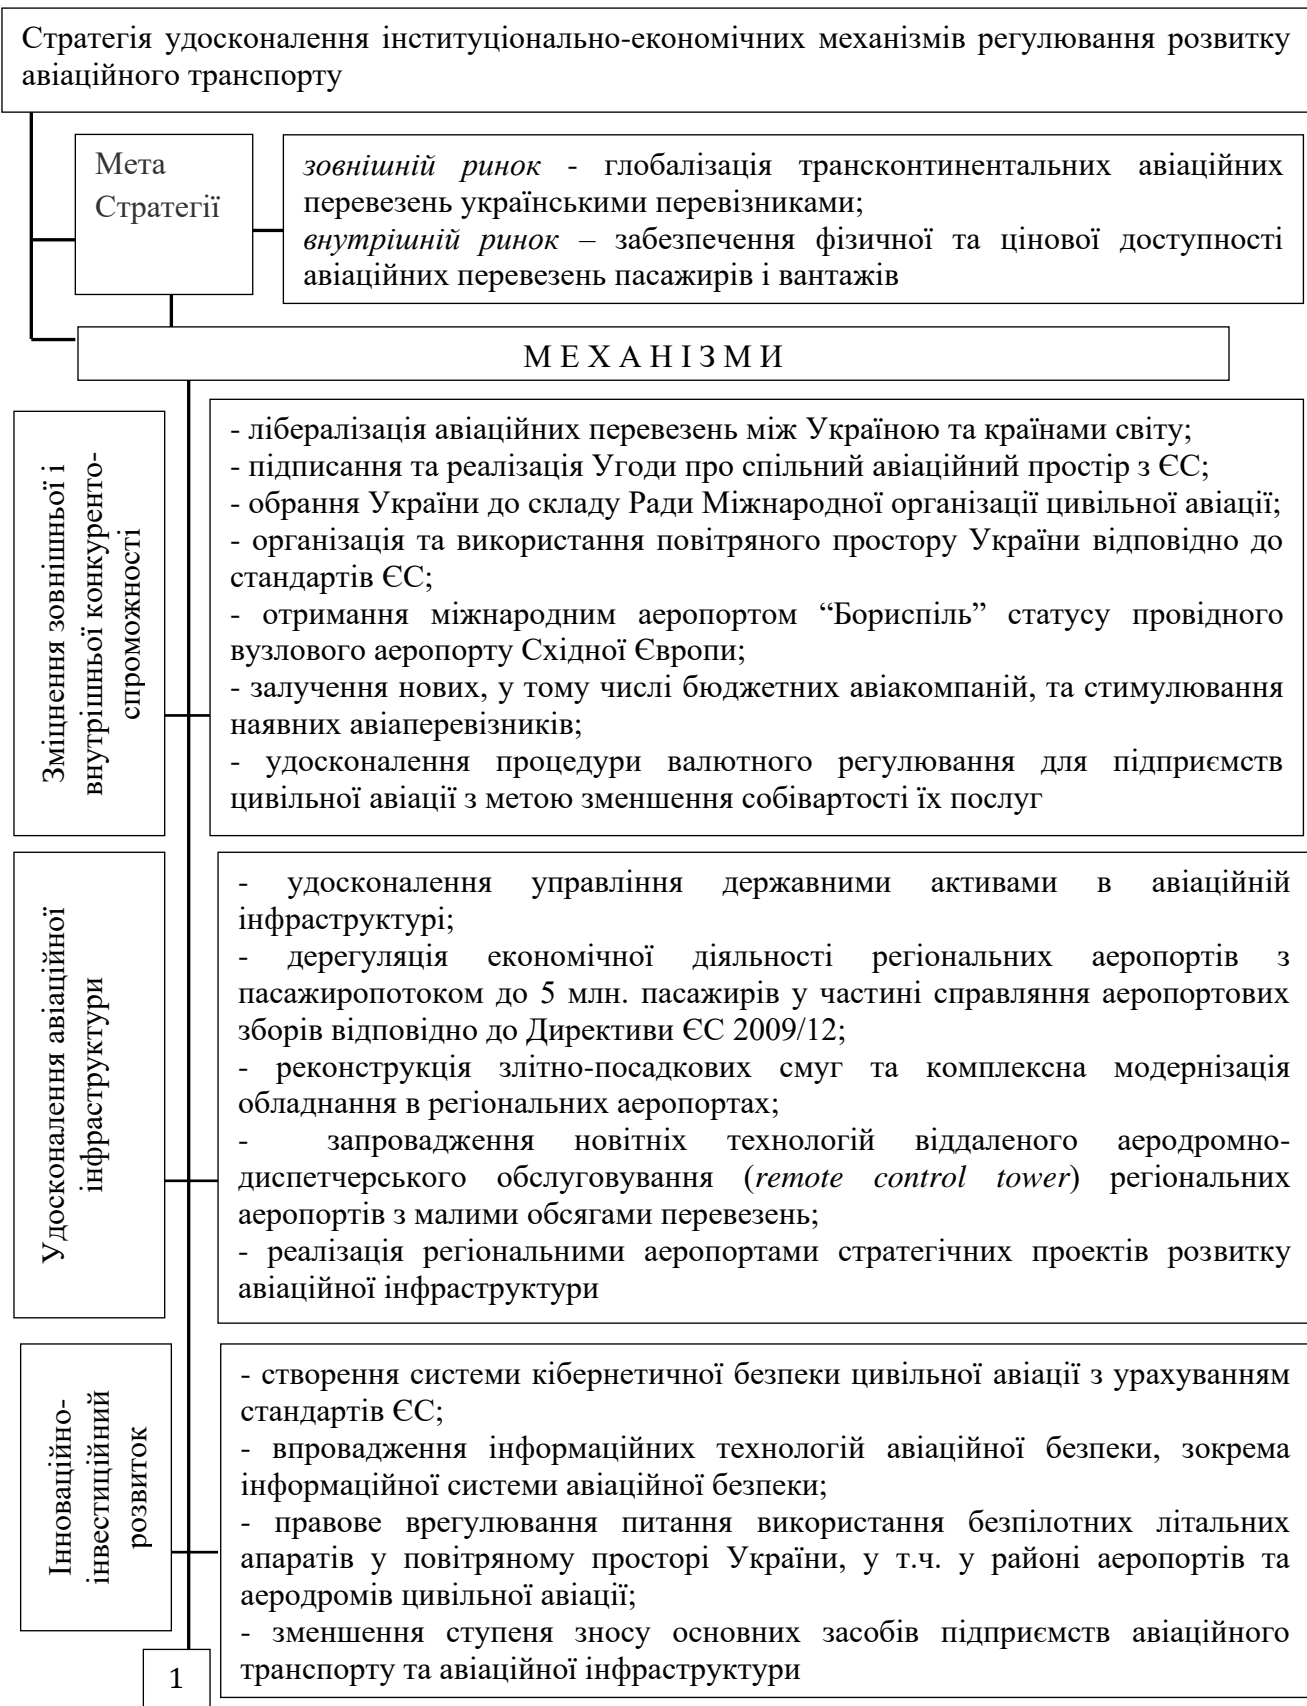 Стратегія удосконалення інституціонально-економічних механізмів регулювання розвитку
авіаційного транспорту
Мета
Стратегії
зовнішній ринок - глобалізація трансконтинентальних авіаційних
перевезень українськими перевізниками;
внутрішній ринок – забезпечення фізичної та цінової доступності
авіаційних перевезень пасажирів і вантажів
М Е Х А Н І З М И
Зміцнення зовнішньої і
внутрішньої конкуренто-
спроможності
- лібералізація авіаційних перевезень між Україною та країнами світу;
- підписання та реалізація Угоди про спільний авіаційний простір з ЄС;
- обрання України до складу Ради Міжнародної організації цивільної авіації;
- організація та використання повітряного простору України відповідно до
стандартів ЄС;
- отримання міжнародним аеропортом “Бориспіль” статусу провідного
вузлового аеропорту Східної Європи;
- залучення нових, у тому числі бюджетних авіакомпаній, та стимулювання
наявних авіаперевізників;
- удосконалення процедури валютного регулювання для підприємств
цивільної авіації з метою зменшення собівартості їх послуг
Удосконалення авіаційної
інфраструктури
- удосконалення управління державними активами в авіаційній
інфраструктурі;
- дерегуляція економічної діяльності регіональних аеропортів з
пасажиропотоком до 5 млн. пасажирів у частині справляння аеропортових
зборів відповідно до Директиви ЄС 2009/12;
- реконструкція злітно-посадкових смуг та комплексна модернізація
обладнання в регіональних аеропортах;
- запровадження новітніх технологій віддаленого аеродромно-
диспетчерського обслуговування (remote control tower) регіональних
аеропортів з малими обсягами перевезень;
- реалізація регіональними аеропортами стратегічних проектів розвитку
авіаційної інфраструктури
Інноваційно-
інвестиційний
розвиток
- створення системи кібернетичної безпеки цивільної авіації з урахуванням
стандартів ЄС;
- впровадження інформаційних технологій авіаційної безпеки, зокрема
інформаційної системи авіаційної безпеки;
- правове врегулювання питання використання безпілотних літальних
апаратів у повітряному просторі України, у т.ч. у районі аеропортів та
аеродромів цивільної авіації;
- зменшення ступеня зносу основних засобів підприємств авіаційного
транспорту та авіаційної інфраструктури
1